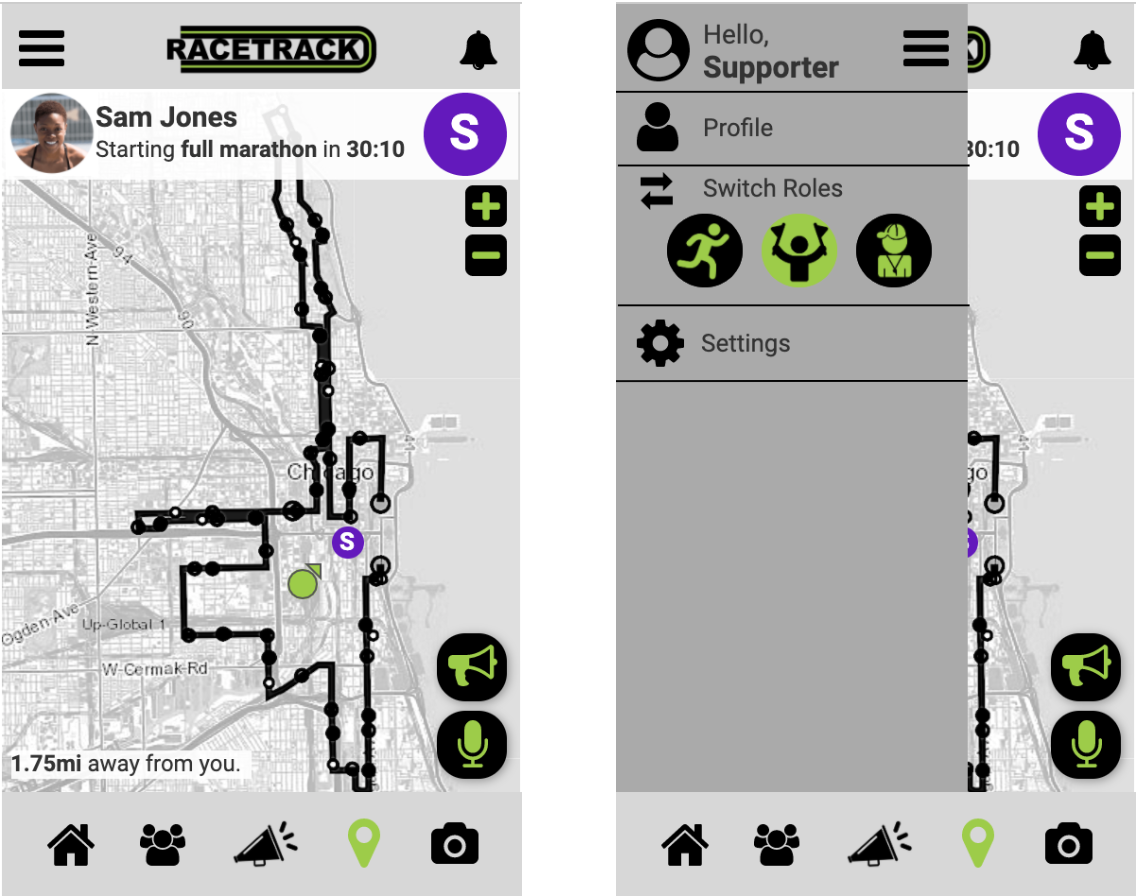 RACETRACK
Sam Jones
Starting full marathon in 30:10
S
N Western Ave
94
90
41
Chicago
S
Ogden Ave
Up-Global 1
W-Cermak-Rd
1.75mi away from you.
Hello,
Supporter
Profile
Switch Roles
Settings
K
30:10
S
41
go